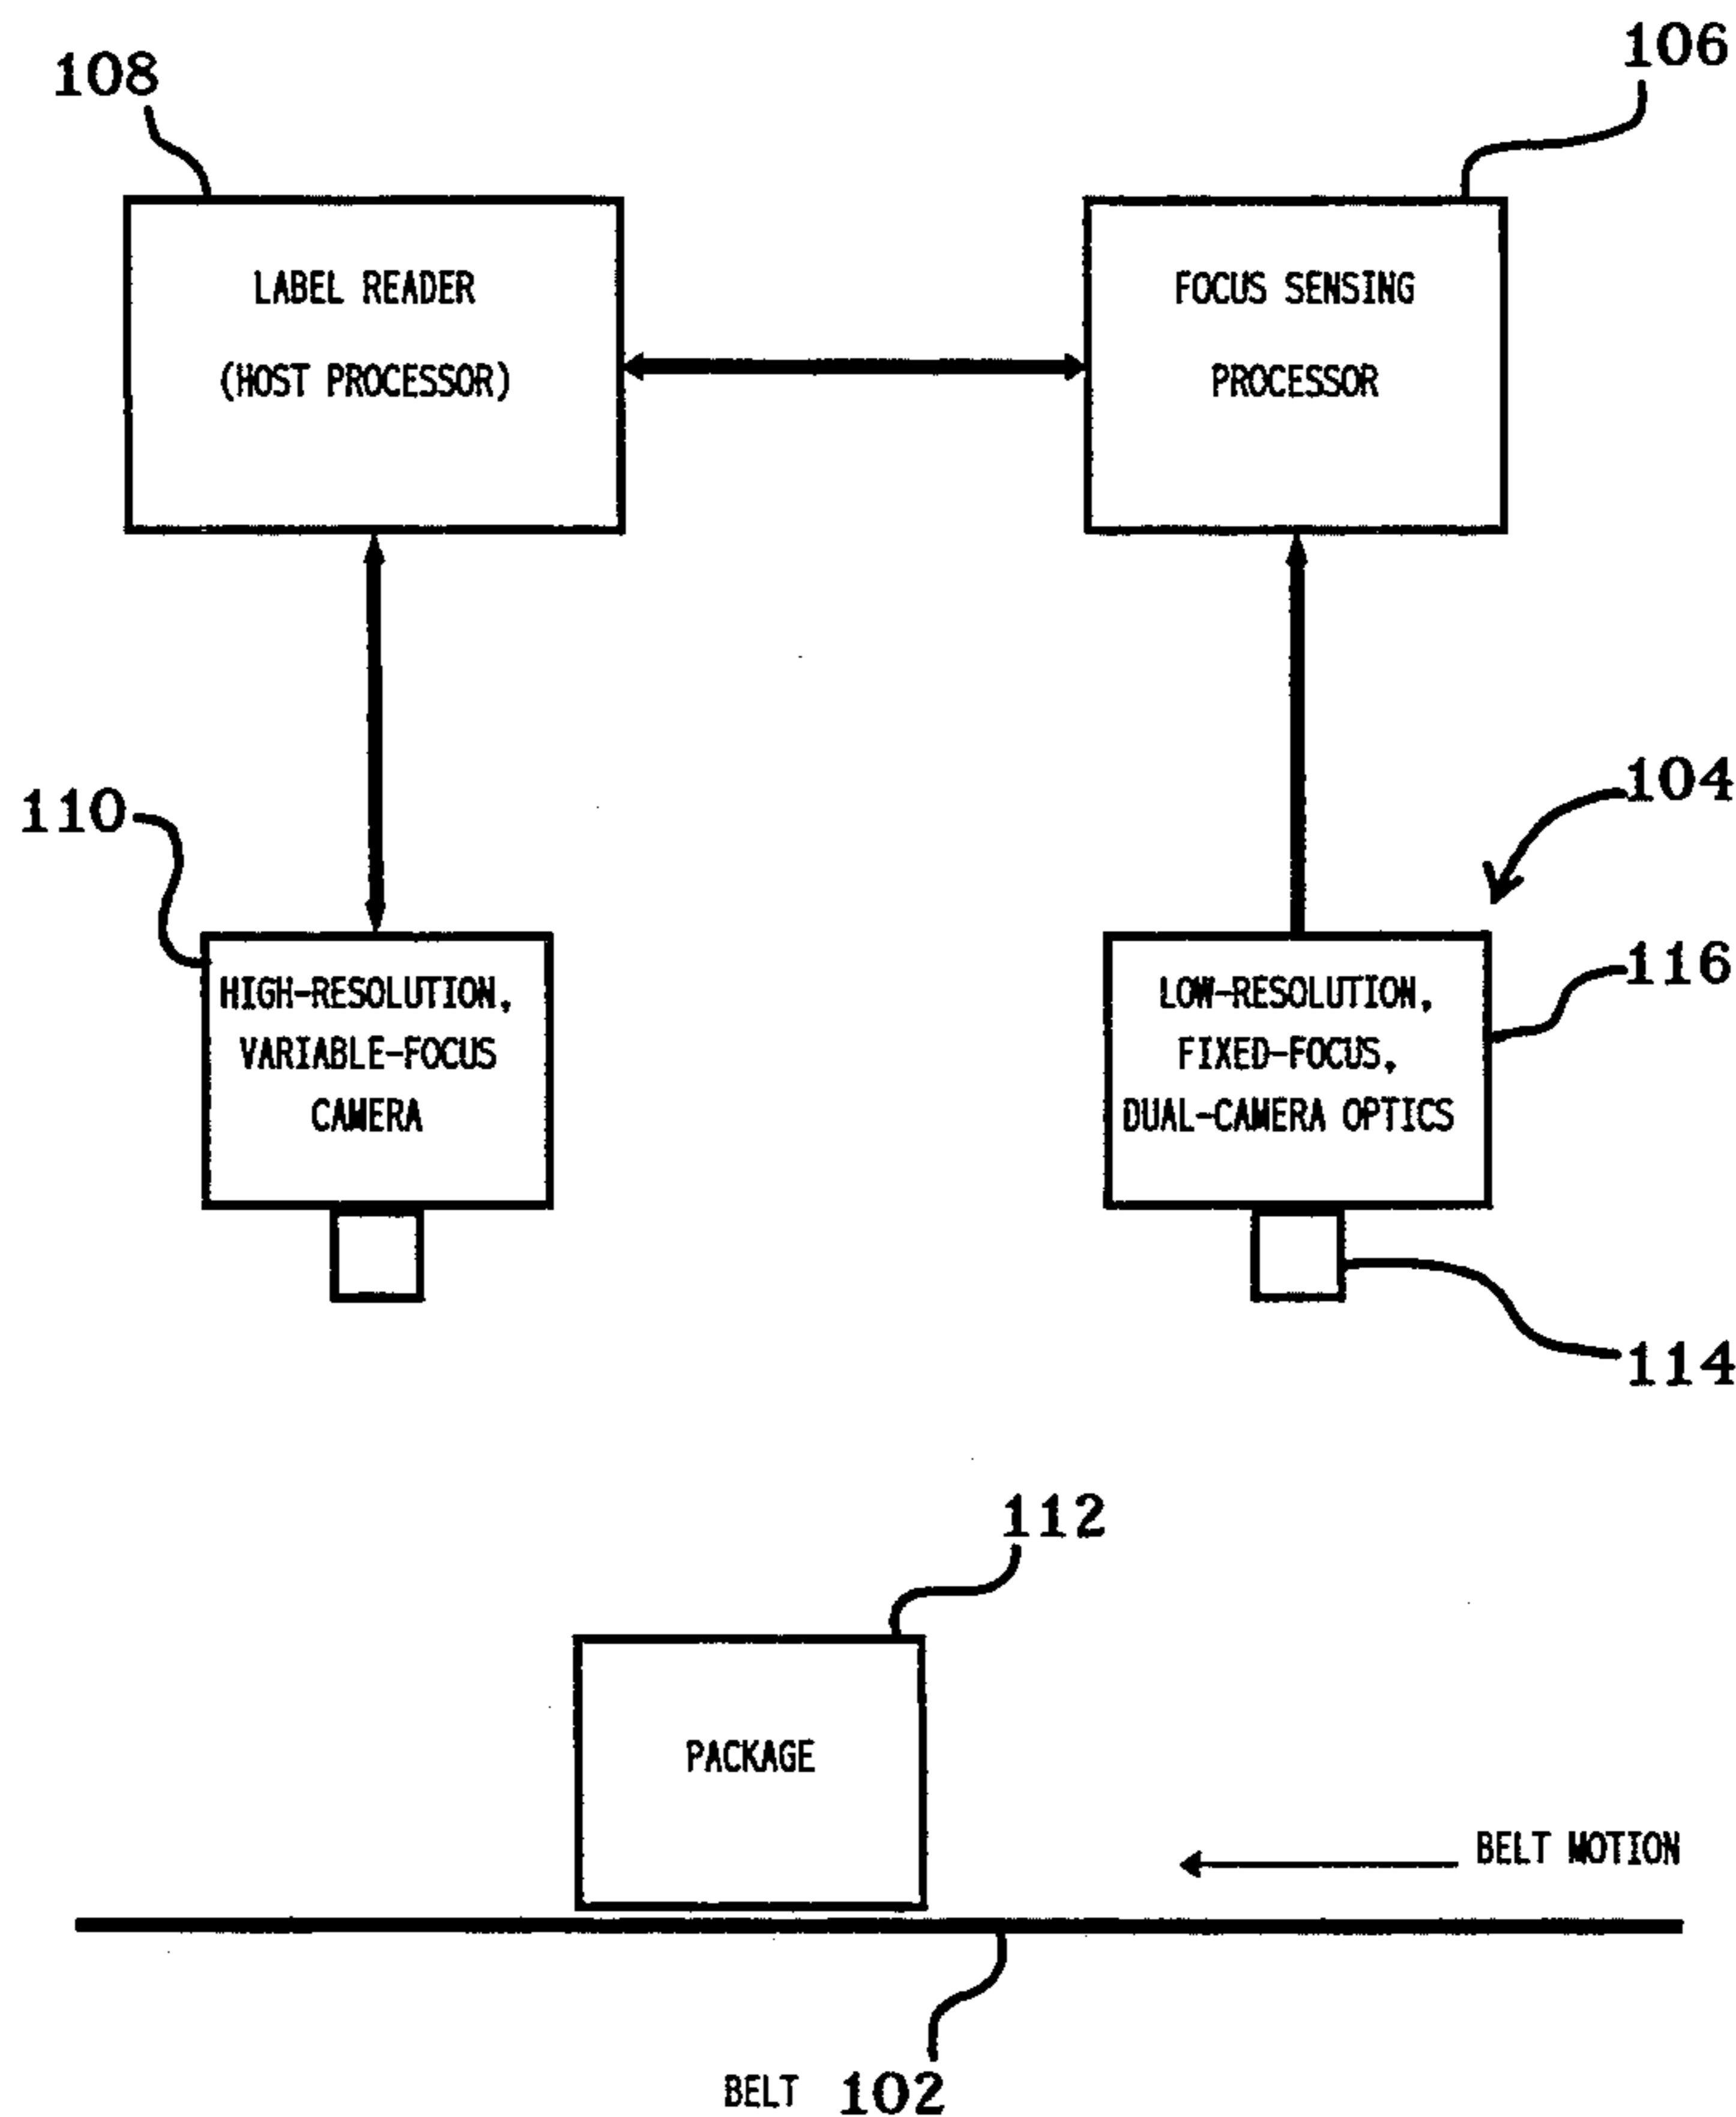 108
106
LABEL READER
(HOST PROCESSOR)
FOCUS SENSING
PROCESSOR
104
110
116
HIGH-RESOLUTION,
VARIABLE-FOCUS
CAMERA
LOW-RESOLUTION,
FIXED-FOCUS,
DUAL-CAMERA OPTICS
114
112
PACKAGE
BELT MOTION
BELT 102